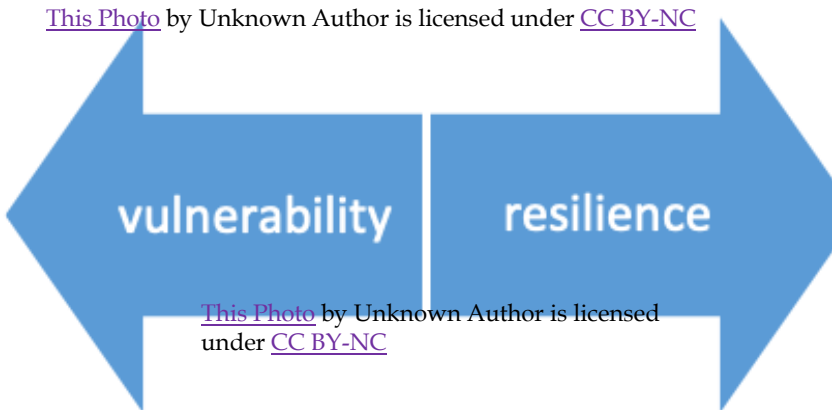 This Photo by Unknown Author is licensed under CC BY-NC
vulnerability
resilience
This Photo by Unknown Author is licensed
under CC BY-NC